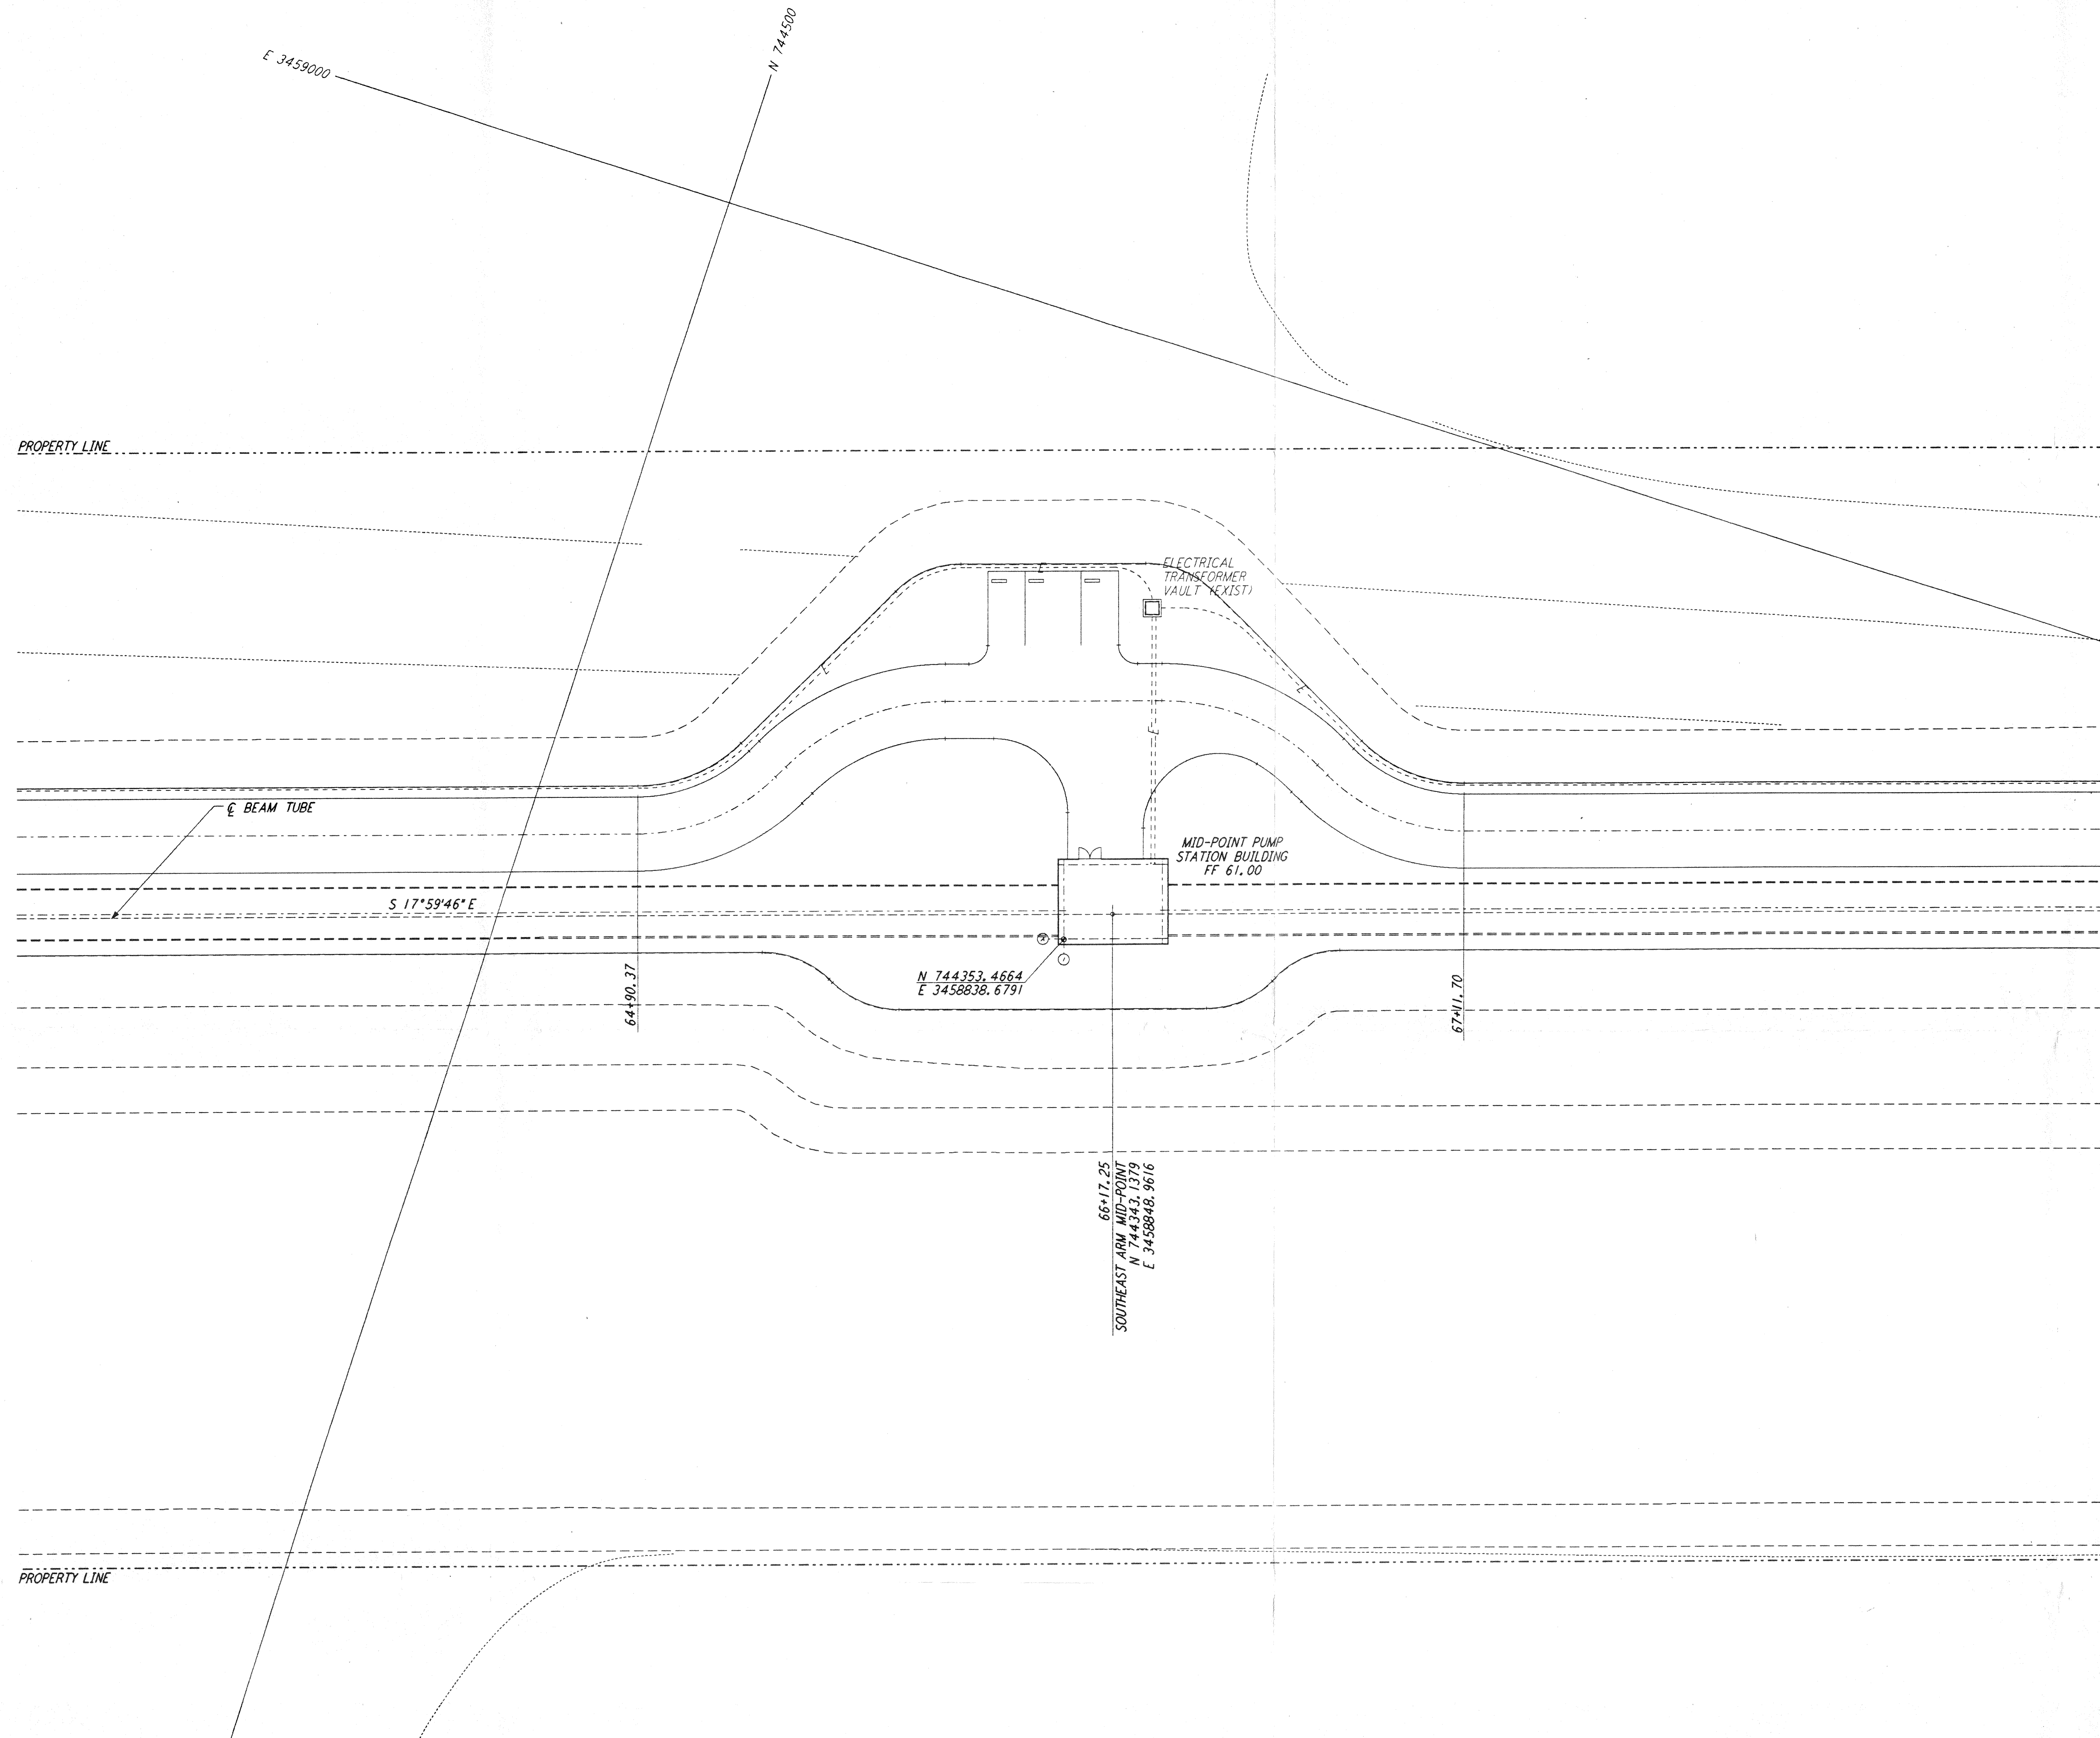 E 3459000
N 744500
PROPERTY LINE
ELECTRICAL
TRANSFORMER
VAULT (EXIST)
E
E
E
E
℄ BEAM TUBE
MID-POINT PUMP
STATION BUILDING
FF 61.00
S 17°59'46" E
1
N 744353.4664
E 3458838.6791
64+90.37
67+11.70
66+17.25
SOUTHEAST ARM MID-POINT
N 744343.1379
E 3458848.9616
PROPERTY LINE